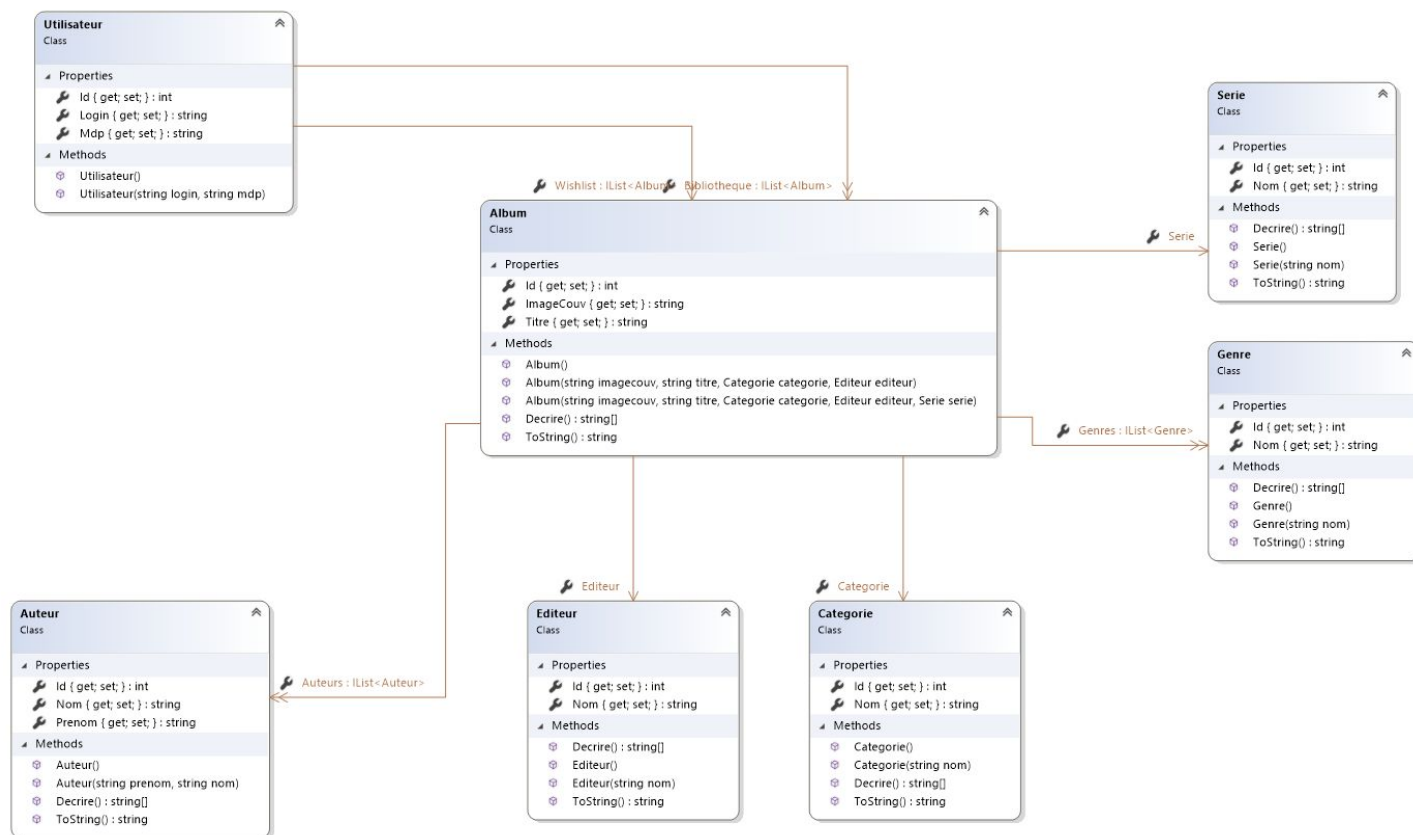 Utilisateur
Class
Properties
Id { get; set; } : int
Login { get; set; } : string
Mdp { get; set; } : string
Methods
Utilisateur()
Utilisateur(string login, string mdp)
Wishlist : IList<Album
Bibliotheque : IList<Album>
Album
Class
Properties
Id { get; set; } : int
ImageCouv { get; set; } : string
Titre { get; set; } : string
Methods
Album()
Album(string imagecouv, string titre, Categorie categorie, Editeur editeur)
Album(string imagecouv, string titre, Categorie categorie, Editeur editeur, Serie serie)
Decrire() : string[]
ToString() : string
Serie
Serie
Class
Properties
Id { get; set; } : int
Nom { get; set; } : string
Methods
Decrire() : string[]
Serie()
Serie(string nom)
ToString() : string
Genres : IList<Genre>
Genre
Class
Properties
Id { get; set; } : int
Nom { get; set; } : string
Methods
Decrire() : string[]
Genre()
Genre(string nom)
ToString() : string
Auteurs : IList<Auteur>
Auteur
Class
Properties
Id { get; set; } : int
Nom { get; set; } : string
Prenom { get; set; } : string
Methods
Auteur()
Auteur(string prenom, string nom)
Decrire() : string[]
ToString() : string
Editeur
Editeur
Class
Properties
Id { get; set; } : int
Nom { get; set; } : string
Methods
Decrire() : string[]
Editeur()
Editeur(string nom)
ToString() : string
Categorie
Categorie
Class
Properties
Id { get; set; } : int
Nom { get; set; } : string
Methods
Categorie()
Categorie(string nom)
Decrire() : string[]
ToString() : string